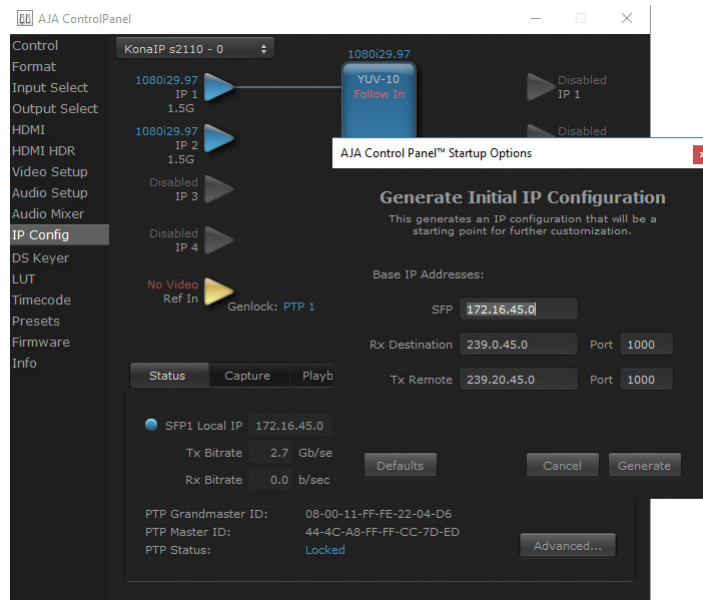 AJA ControlPanel
Control
Format
Input Select
Output Select
HDMI
HDMI HDR
Video Setup
Audio Setup
Audio Mixer
IP Config
DS Keyer
LUT
Timecode
Presets
Firmware
Info
KonaIP s2110 - 0
1080i29.97
IP 1
1.5G
1080i29.97
IP 2
1.5G
Disabled
IP 3
Disabled
IP 4
No Video
Ref In
Genlock: PTP 1
1080i29.97
YUV-10
Follow In
Disabled
IP 1
Disabled
Status
Capture
Playb
SFP1 Local IP 172.16.45.0
Tx Bitrate 2.7 Gb/se
Rx Bitrate 0.0 b/sec
PTP Grandmaster ID: 08-00-11-FF-FE-22-04-D6
PTP Master ID: 44-4C-A8-FF-FF-CC-7D-ED
PTP Status: Locked
Advanced...
AJA Control Panel™ Startup Options
Generate Initial IP Configuration
This generates an IP configuration that will be a
starting point for further customization.
Base IP Addresses:
SFP 172.16.45.0
Rx Destination 239.0.45.0 Port 1000
Tx Remote 239.20.45.0 Port 1000
Defaults
Cancel
Generate